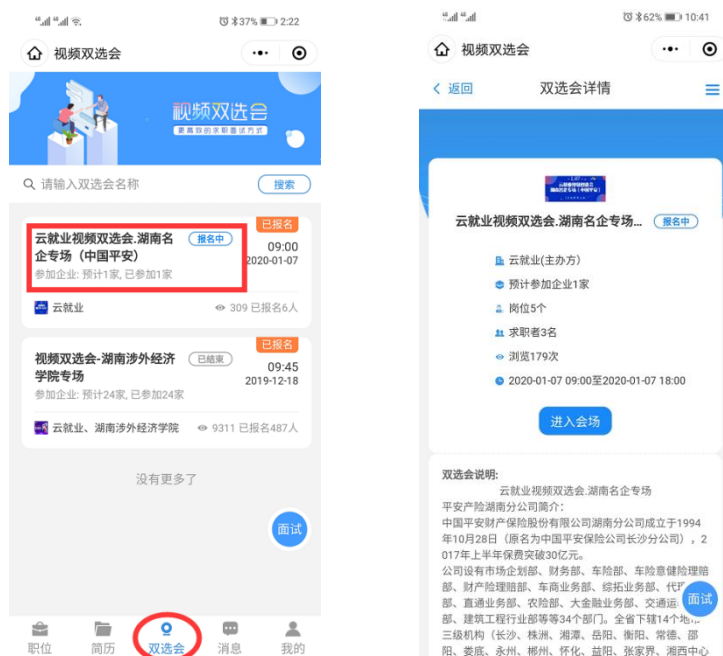 37% 2:22
视频双选会
视频双选会
更高效的求职面试方式
请输入双选会名称
搜索
已报名
云就业视频双选会.湖南名企专场（中国平安）
报名中
09:00
2020-01-07
参加企业: 预计1家, 已参加1家
云就业
309 已报名6人
已报名
视频双选会-湖南涉外经济学院专场
已结束
09:45
2019-12-18
参加企业: 预计24家, 已参加24家
云就业、湖南涉外经济学院
9311 已报名487人
没有更多了
面试
职位
简历
双选会
消息
我的
62% 10:41
视频双选会
返回
双选会详情
云就业视频双选会.湖南名企专场...
报名中
云就业(主办方)
预计参加企业1家
岗位5个
求职者3名
浏览179次
2020-01-07 09:00至2020-01-07 18:00
进入会场
双选会说明:
云就业视频双选会.湖南名企专场
平安产险湖南分公司简介：
中国平安财产保险股份有限公司湖南分公司成立于1994
年10月28日（原名为中国平安保险公司长沙分公司），2
017年上半年保费突破30亿元。
公司设有市场企划部、财务部、车险部、车险意健险理赔
部、财产险理赔部、车商业务部、综拓业务部、代
部、直通业务部、农险部、大金融业务部、交通运
面试
部、建筑工程行业部等等34个部门。全省下辖14个地
三级机构（长沙、株洲、湘潭、岳阳、衡阳、常德、邵
阳、娄底、永州、郴州、怀化、益阳、张家界、湘西中心